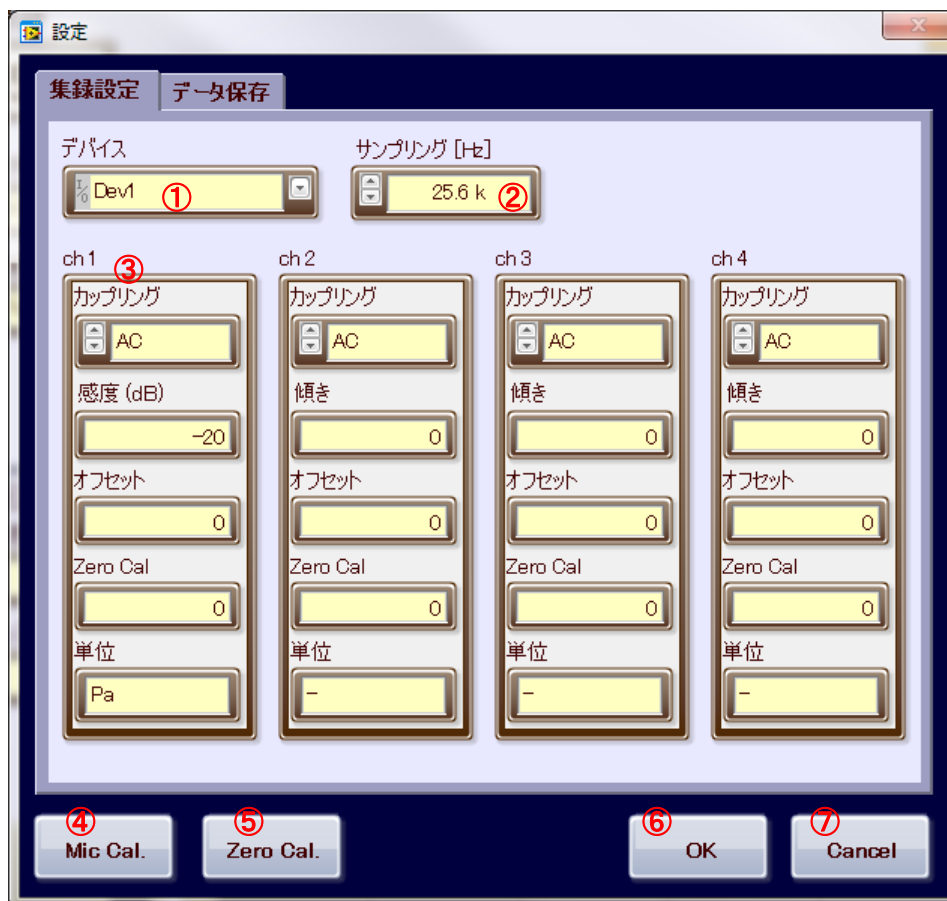 設定
集録設定 データ保存
デバイス サンプリング [Hz]
I/O Dev1 ① 25.6 k ②
ch 1 ③ ch 2 ch 3 ch 4
カップリング カップリング カップリング カップリング
AC AC AC AC
感度 (dB) 傾き 傾き 傾き
-20 0 0 0
オフセット オフセット オフセット オフセット
0 0 0 0
Zero Cal Zero Cal Zero Cal Zero Cal
0 0 0 0
単位 単位 単位 単位
Pa - - -
④ ⑤ ⑥ ⑦
Mic Cal. Zero Cal. OK Cancel